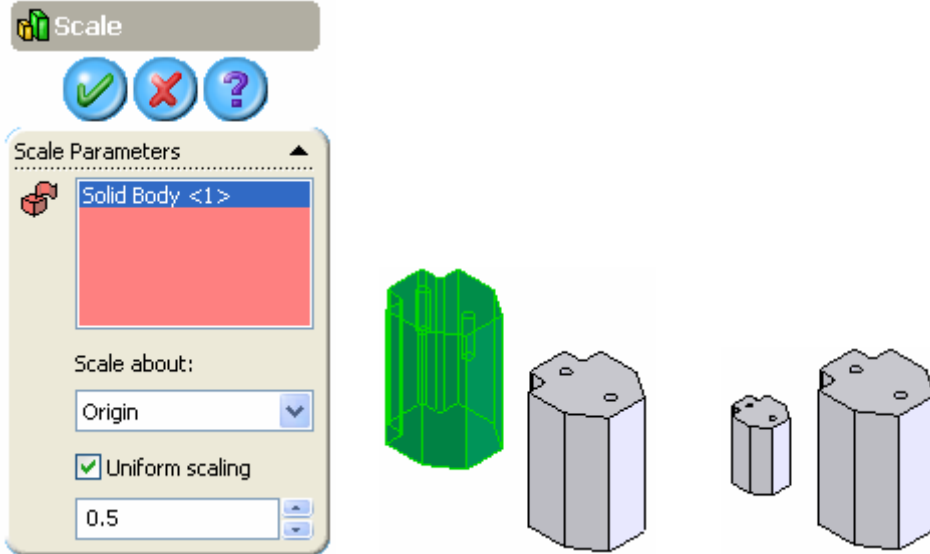 Scale
Scale Parameters
Solid Body <1>
Scale about:
Origin
Uniform scaling
0.5